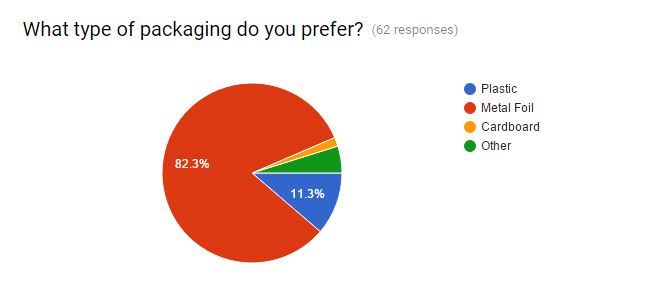 What type of packaging do you prefer? (62 responses)
Plastic
Metal Foil
Cardboard
Other
82.3%
11.3%